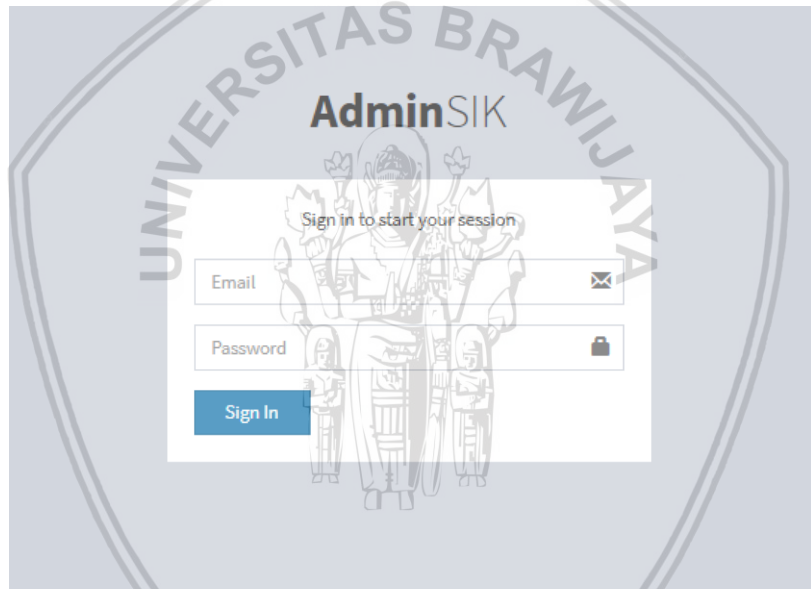 UNIVERSITAS BRAWIJAYA
AdminSIK
Sign in to start your session
Email
Password
Sign In